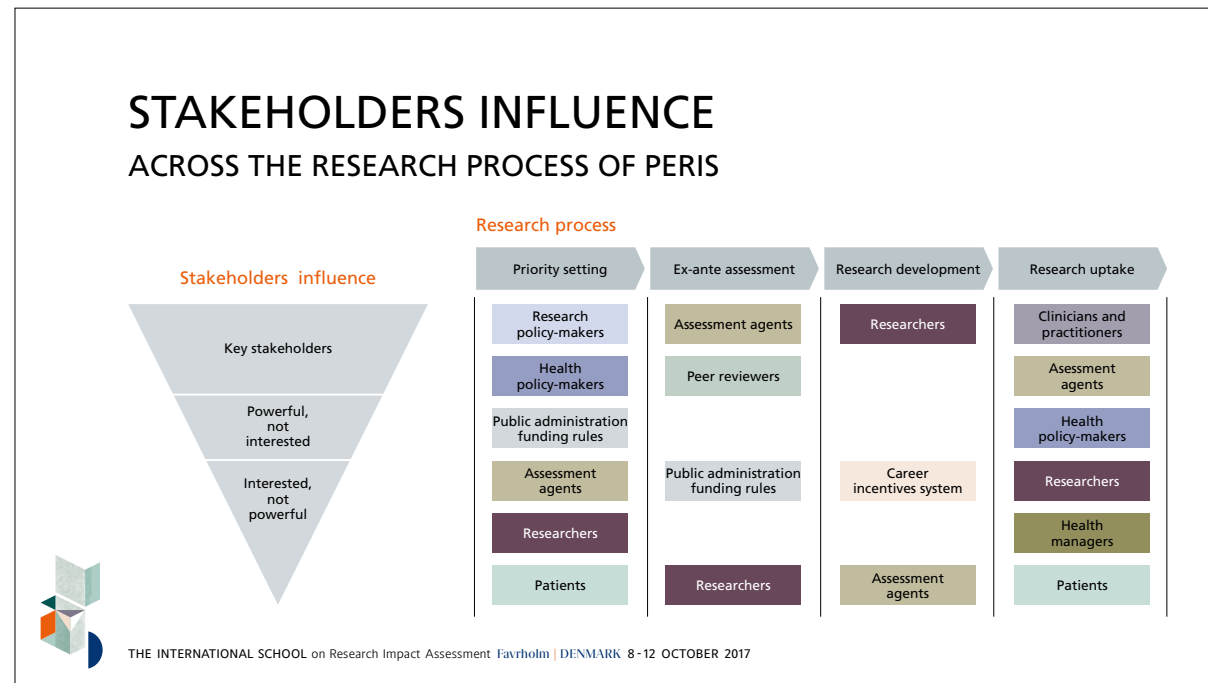 STAKEHOLDERS INFLUENCE
ACROSS THE RESEARCH PROCESS OF PERIS
Stakeholders influence
Key stakeholders
Powerful,
not
interested
Interested,
not
powerful
Research process
Priority setting
Research
policy-makers
Health
policy-makers
Public administration
funding rules
Assessment
agents
Researchers
Patients
Ex-ante assessment
Assessment agents
Peer reviewers
Public administration
funding rules
Researchers
Research development
Researchers
Career
incentives system
Assessment
agents
Research uptake
Clinicians and
practitioners
Asessment
agents
Health
policy-makers
Researchers
Health
managers
Patients
THE INTERNATIONAL SCHOOL on Research Impact Assessment Favrholm | DENMARK 8-12 OCTOBER 2017